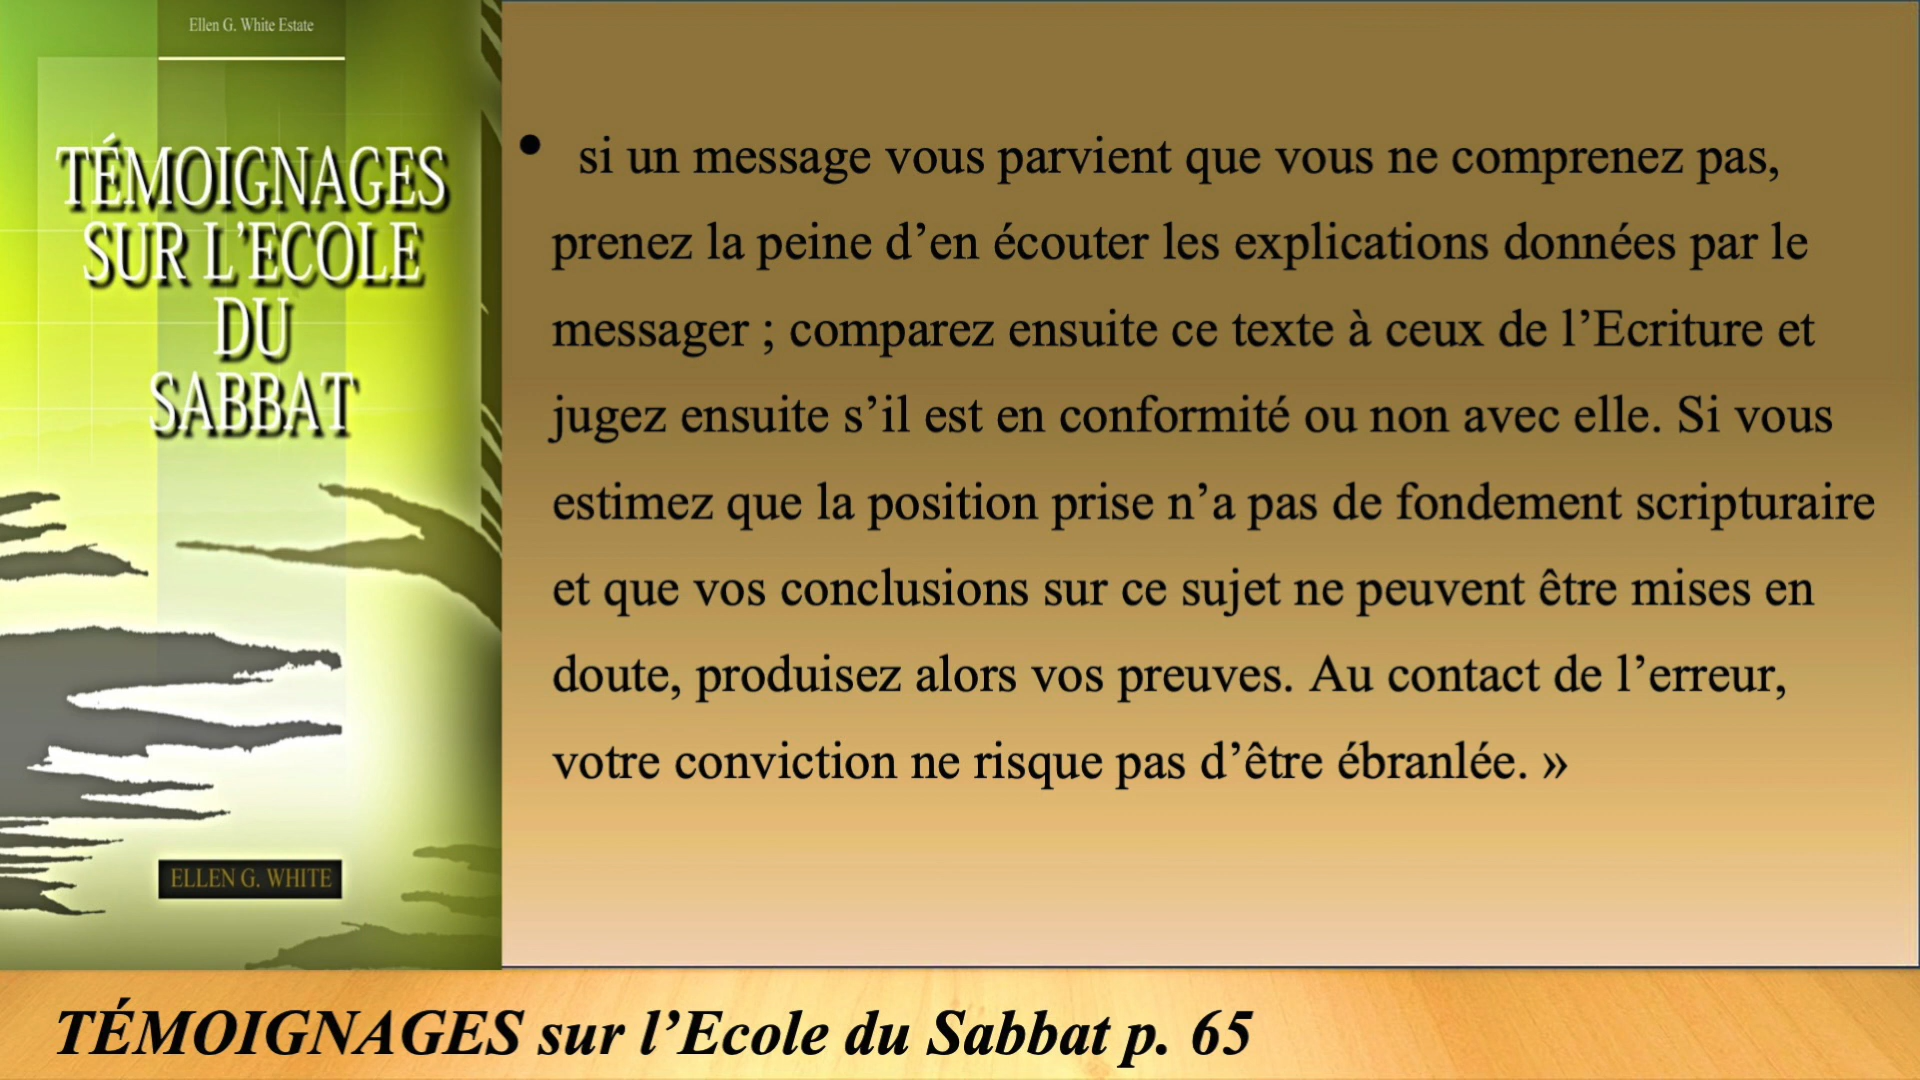 Ellen G. White Estate
TÉMOIGNAGES
SUR L'ECOLE
DU
SABBAT
ELLEN G. WHITE
• si un message vous parvient que vous ne comprenez pas,
prenez la peine d’en écouter les explications données par le
messager ; comparez ensuite ce texte à ceux de l’Ecriture et
jugez ensuite s’il est en conformité ou non avec elle. Si vous
estimez que la position prise n’a pas de fondement scripturaire
et que vos conclusions sur ce sujet ne peuvent être mises en
doute, produisez alors vos preuves. Au contact de l’erreur,
votre conviction ne risque pas d’être ébranlée. »
TÉMOIGNAGES sur l’Ecole du Sabbat p. 65